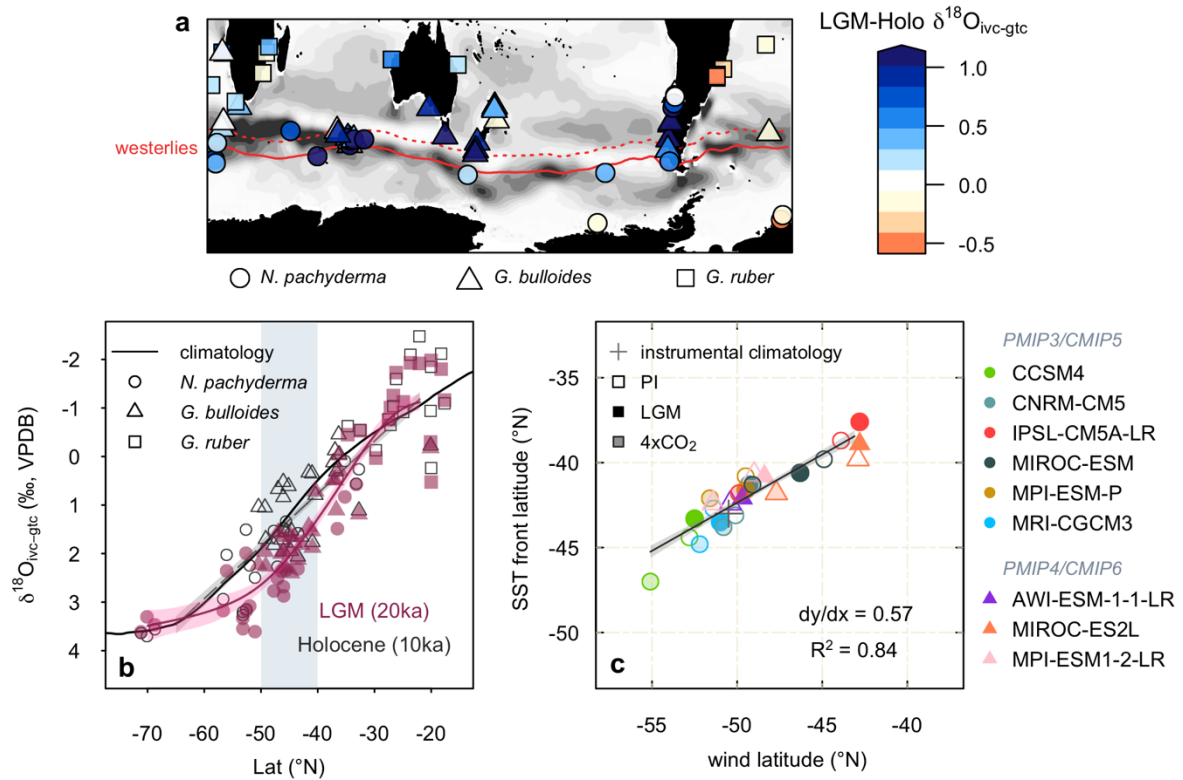 a
LGM-Holo δ¹⁸O_ivc-gtc
westerlies
1.0
0.5
0.0
-0.5
N. pachyderma
G. bulloides
G. ruber
b
climatology
N. pachyderma
G. bulloides
G. ruber
LGM (20ka)
Holocene (10ka)
-2
-1
0
1
2
3
4
δ¹⁸O_ivc-gtc (‰, VPDB)
-70 -60 -50 -40 -30 -20
Lat (°N)
c
instrumental climatology
PI
LGM
4xCO₂
dy/dx = 0.57
R² = 0.84
-35
-40
-45
-50
SST front latitude (°N)
-55 -50 -45 -40
wind latitude (°N)
PMIP3/CMIP5
CCSM4
CNRM-CM5
IPSL-CM5A-LR
MIROC-ESM
MPI-ESM-P
MRI-CGCM3
PMIP4/CMIP6
AWI-ESM-1-1-LR
MIROC-ES2L
MPI-ESM1-2-LR